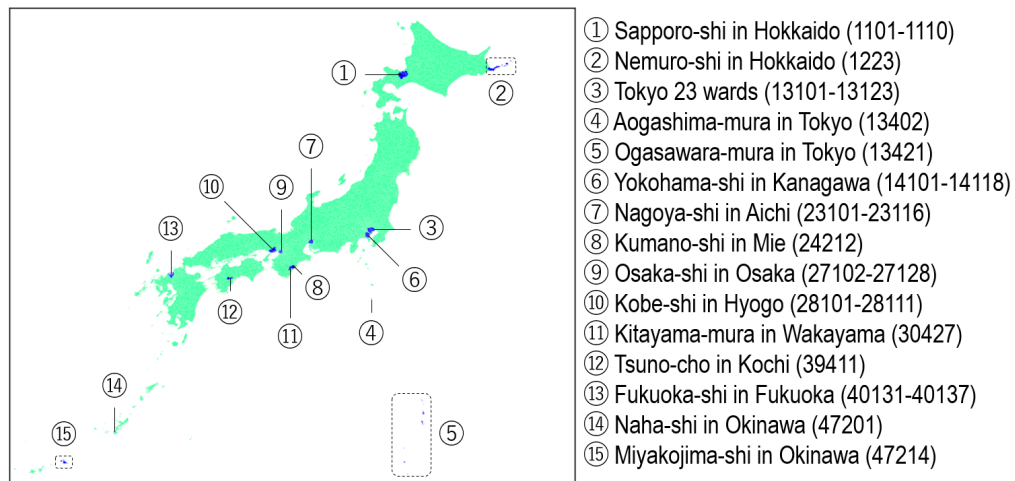 ①
②
⑦
⑩
⑨
⑬
③
⑥
⑧
⑫
⑪
④
⑭
⑮
⑤
① Sapporo-shi in Hokkaido (1101-1110)
② Nemuro-shi in Hokkaido (1223)
③ Tokyo 23 wards (13101-13123)
④ Aogashima-mura in Tokyo (13402)
⑤ Ogasawara-mura in Tokyo (13421)
⑥ Yokohama-shi in Kanagawa (14101-14118)
⑦ Nagoya-shi in Aichi (23101-23116)
⑧ Kumano-shi in Mie (24212)
⑨ Osaka-shi in Osaka (27102-27128)
⑩ Kobe-shi in Hyogo (28101-28111)
⑪ Kitayama-mura in Wakayama (30427)
⑫ Tsuno-cho in Kochi (39411)
⑬ Fukuoka-shi in Fukuoka (40131-40137)
⑭ Naha-shi in Okinawa (47201)
⑮ Miyakojima-shi in Okinawa (47214)